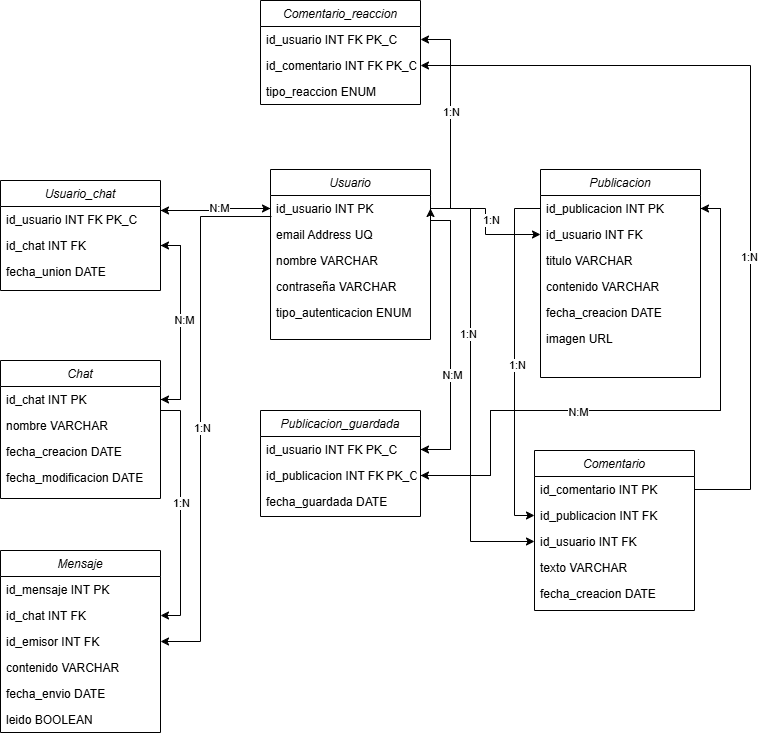 Comentario_reaccion
id_usuario INT FK PK_C
id_comentario INT FK PK_C
tipo_reaccion ENUM
1:N
Usuario_chat
id_usuario INT FK PK_C
id_chat INT FK
fecha_union DATE
N:M
Usuario
id_usuario INT PK
email Address UQ
nombre VARCHAR
contraseña VARCHAR
tipo_autenticacion ENUM
1:N
Publicacion
id_publicacion INT PK
id_usuario INT FK
titulo VARCHAR
contenido VARCHAR
fecha_creacion DATE
imagen URL
1:N
N:M
1:N
N:M
1:N
Chat
id_chat INT PK
nombre VARCHAR
fecha_creacion DATE
fecha_modificacion DATE
1:N
1:N
Publicacion_guardada
id_usuario INT FK PK_C
id_publicacion INT FK PK_C
fecha_guardada DATE
N:M
Comentario
id_comentario INT PK
id_publicacion INT FK
id_usuario INT FK
texto VARCHAR
fecha_creacion DATE
Mensaje
id_mensaje INT PK
id_chat INT FK
id_emisor INT FK
contenido VARCHAR
fecha_envio DATE
leido BOOLEAN